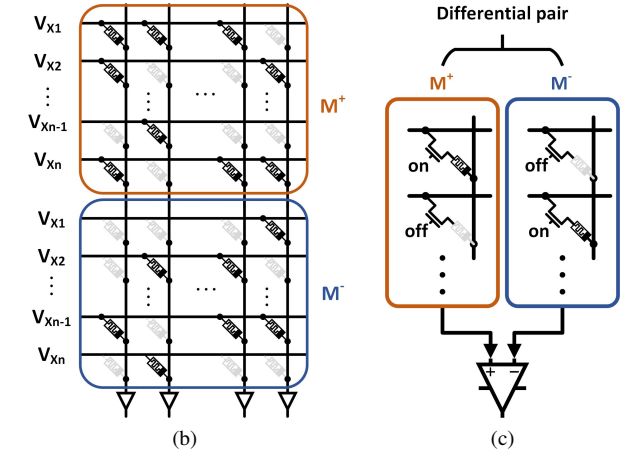 V_X1
V_X2
⋮
V_Xn-1
V_Xn
⋮
...
⋮
M⁺
V_X1
V_X2
⋮
V_Xn-1
V_Xn
⋮
...
⋮
M⁻
(b)
Differential pair
M⁺ M⁻
on off
off on
⋮ ⋮
+ −
(c)